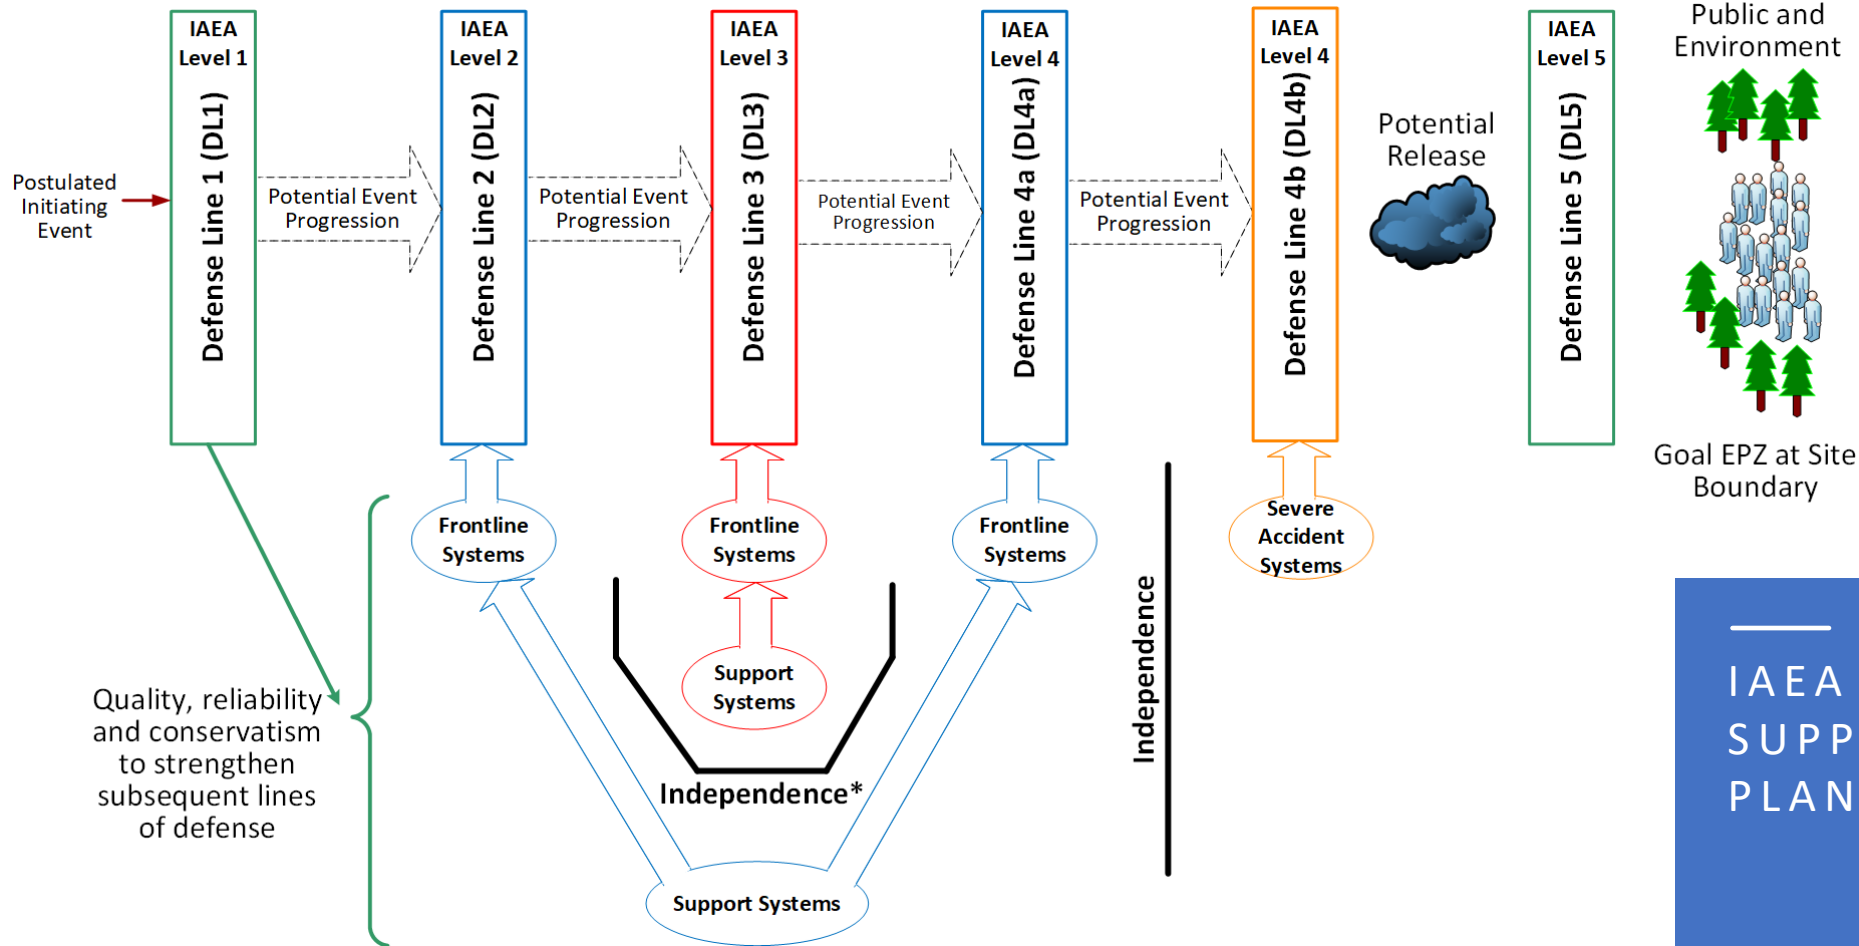 IAEA
Level 1
Defense Line 1 (DL1)
IAEA
Level 2
Defense Line 2 (DL2)
IAEA
Level 3
Defense Line 3 (DL3)
IAEA
Level 4
Defense Line 4a (DL4a)
IAEA
Level 4
Defense Line 4b (DL4b)
IAEA
Level 5
Defense Line 5 (DL5)
Public and
Environment
Postulated
Initiating
Event
Potential Event
Progression
Potential Event
Progression
Potential Event
Progression
Potential Event
Progression
Potential
Release
Goal EPZ at Site
Boundary
Frontline
Systems
Frontline
Systems
Frontline
Systems
Severe
Accident
Systems
Support
Systems
Independence*
Independence
Quality, reliability
and conservatism
to strengthen
subsequent lines
of defense
Support Systems
IAEA
SUPP
PLAN